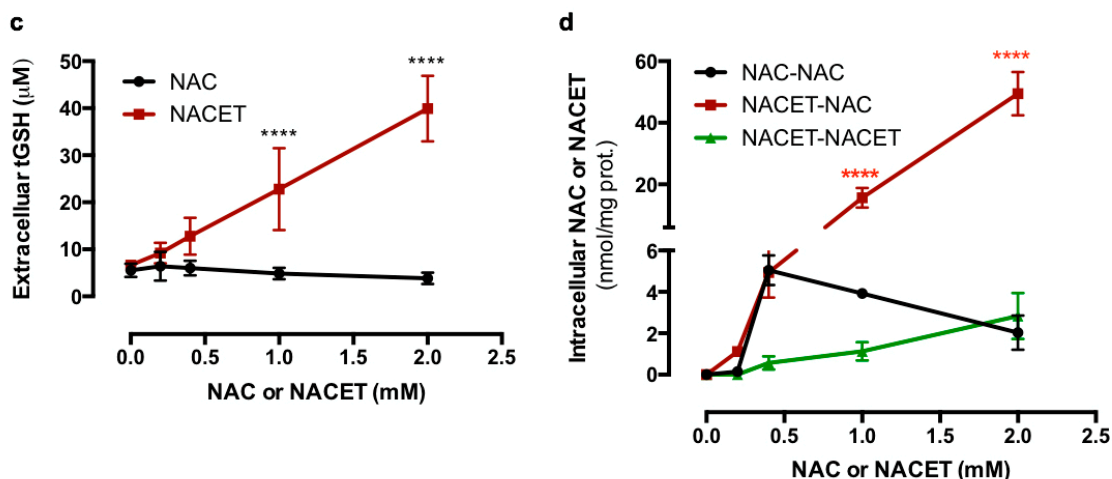 c
Extracellular tGSH (μM)
50
40
30
20
10
0
NAC
NACET
****
****
0.0 0.5 1.0 1.5 2.0 2.5
NAC or NACET (mM)
d
Intracellular NAC or NACET
(nmol/mg prot.)
60
40
20
6
4
2
0
NAC-NAC
NACET-NAC
NACET-NACET
****
****
0.0 0.5 1.0 1.5 2.0 2.5
NAC or NACET (mM)